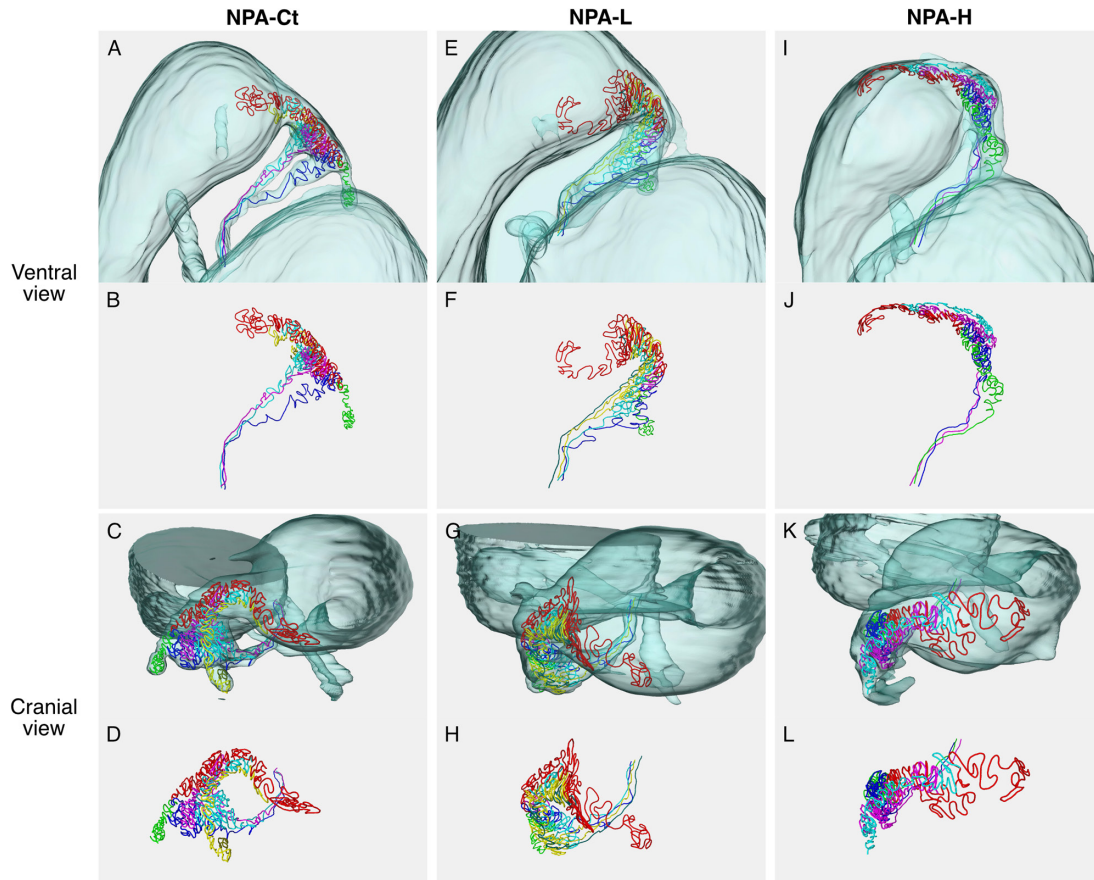 NPA-Ct NPA-L NPA-H
A E I
Ventral
view
B F J
C G K
Cranial
view
D H L